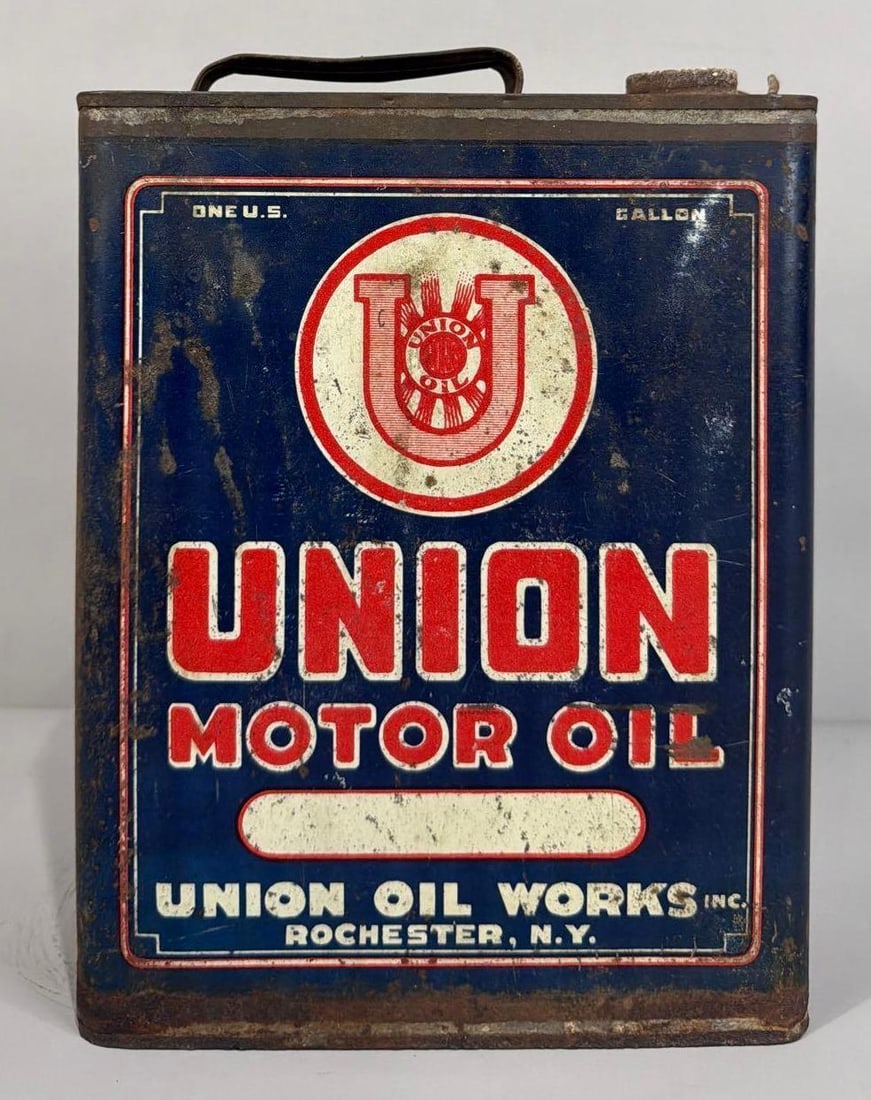 ONE U.S. GALLON
U
UNION
OIL
UNION
MOTOR OIL
UNION OIL WORKS INC.
ROCHESTER, N.Y.